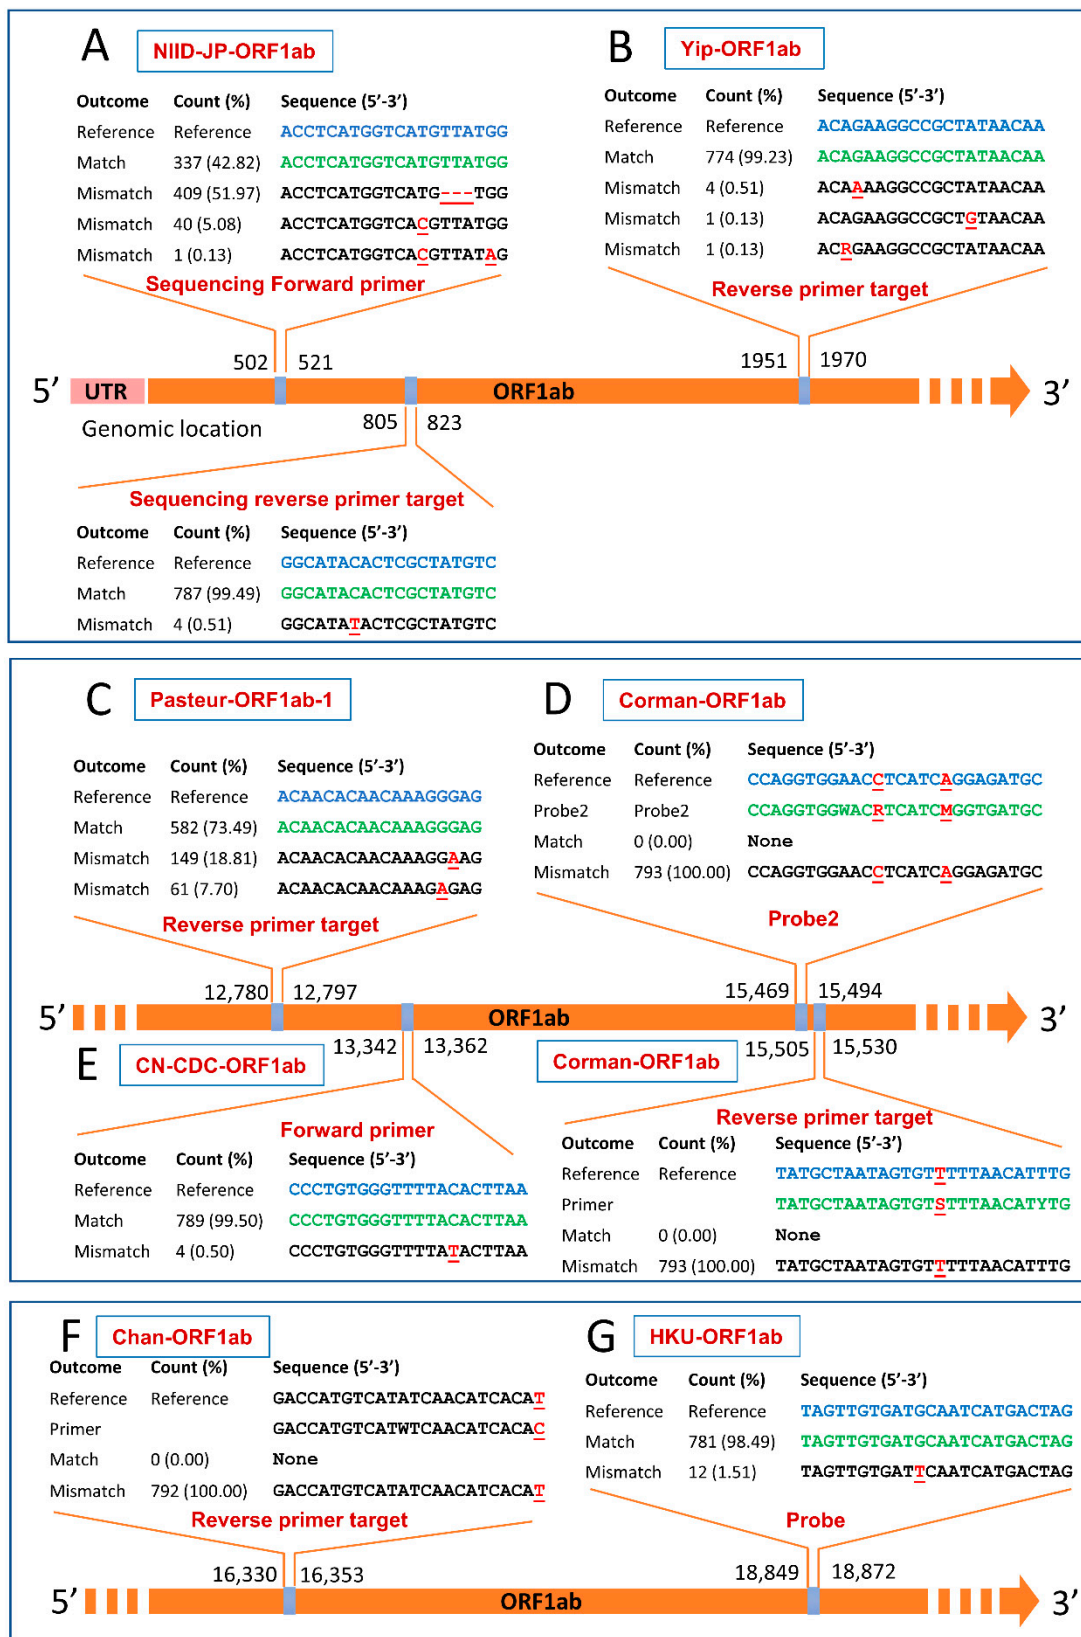 A NIID-JP-ORF1ab
Outcome Count (%) Sequence (5’-3’)
Reference Reference ACCTCATGGTCATGTTATGG
Match 337 (42.82) ACCTCATGGTCATGTTATGG
Mismatch 409 (51.97) ACCTCATGGTCATG---TGG
Mismatch 40 (5.08) ACCTCATGGTCACGTTATGG
Mismatch 1 (0.13) ACCTCATGGTCACGTTATAG
Sequencing Forward primer
B Yip-ORF1ab
Outcome Count (%) Sequence (5’-3’)
Reference Reference ACAGAAGGCCGCTATAACAA
Match 774 (99.23) ACAGAAGGCCGCTATAACAA
Mismatch 4 (0.51) ACAAAAGGCCGCTATAACAA
Mismatch 1 (0.13) ACAGAAGGCCGCTGTAACAA
Mismatch 1 (0.13) ACRGAAGGCCGCTATAACAA
Reverse primer target
502 521
1951 1970
5’ UTR ORF1ab 3’
Genomic location
805 823
Sequencing reverse primer target
Outcome Count (%) Sequence (5’-3’)
Reference Reference GGCATACACTCGCTATGTC
Match 787 (99.49) GGCATACACTCGCTATGTC
Mismatch 4 (0.51) GGCATATACTCGCTATGTC
C Pasteur-ORF1ab-1
Outcome Count (%) Sequence (5’-3’)
Reference Reference ACAACACAACAAAGGGAG
Match 582 (73.49) ACAACACAACAAAGGGAG
Mismatch 149 (18.81) ACAACACAACAAAGGAAG
Mismatch 61 (7.70) ACAACACAACAAAGAGAG
Reverse primer target
D Corman-ORF1ab
Outcome Count (%) Sequence (5’-3’)
Reference Reference CCAGGTGGAACCTCATCAGGAGATGC
Probe2 Probe2 CCAGGTGGWACRTCATCMGGTGATGC
Match 0 (0.00) None
Mismatch 793 (100.00) CCAGGTGGAACCTCATCAGGAGATGC
Probe2
12,780 12,797
15,469 15,494
5’ ORF1ab 3’
13,342 13,362
15,505 15,530
E CN-CDC-ORF1ab
Forward primer
Outcome Count (%) Sequence (5’-3’)
Reference Reference CCCTGTGGGTTTTACACTTAA
Match 789 (99.50) CCCTGTGGGTTTTACACTTAA
Mismatch 4 (0.50) CCCTGTGGGTTTTATACTTAA
Corman-ORF1ab
Reverse primer target
Outcome Count (%) Sequence (5’-3’)
Reference Reference TATGCTAATAGTGTTTTTAACATTTG
Primer TATGCTAATAGTGTSTTTAACATYTG
Match 0 (0.00) None
Mismatch 793 (100.00) TATGCTAATAGTGTTTTTAACATTTG
F Chan-ORF1ab
Outcome Count (%) Sequence (5’-3’)
Reference Reference GACCATGTCATATCAACATCACAT
Primer GACCATGTCATWTCAACATCACAC
Match 0 (0.00) None
Mismatch 792 (100.00) GACCATGTCATATCAACATCACAT
Reverse primer target
G HKU-ORF1ab
Outcome Count (%) Sequence (5’-3’)
Reference Reference TAGTTGTGATGCAATCATGACTAG
Match 781 (98.49) TAGTTGTGATGCAATCATGACTAG
Mismatch 12 (1.51) TAGTTGTGATTCAATCATGACTAG
Probe
16,330 16,353
18,849 18,872
5’ ORF1ab 3’